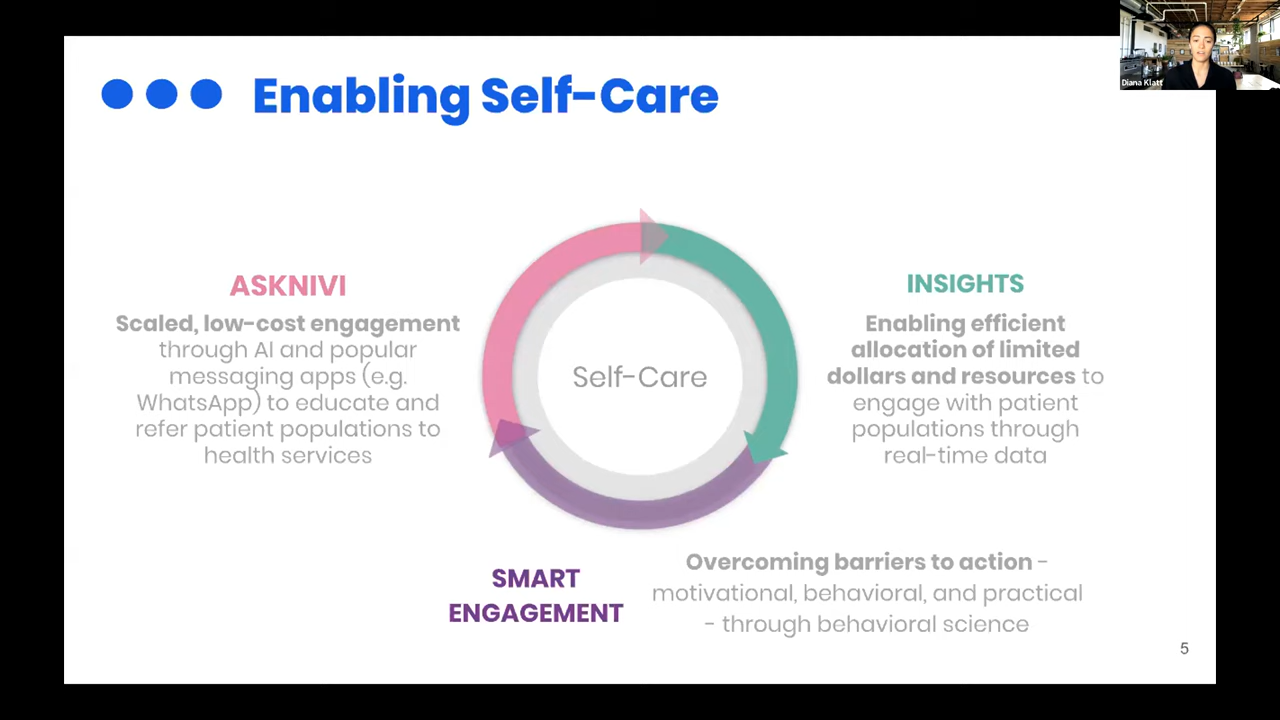 Enabling Self-Care
Diana Klatt
ASKNIVI
Scaled, low-cost engagement
through AI and popular
messaging apps (e.g.
WhatsApp) to educate and
refer patient populations to
health services
Self-Care
INSIGHTS
Enabling efficient
allocation of limited
dollars and resources to
engage with patient
populations through
real-time data
SMART
ENGAGEMENT
Overcoming barriers to action -
motivational, behavioral, and practical
- through behavioral science
5